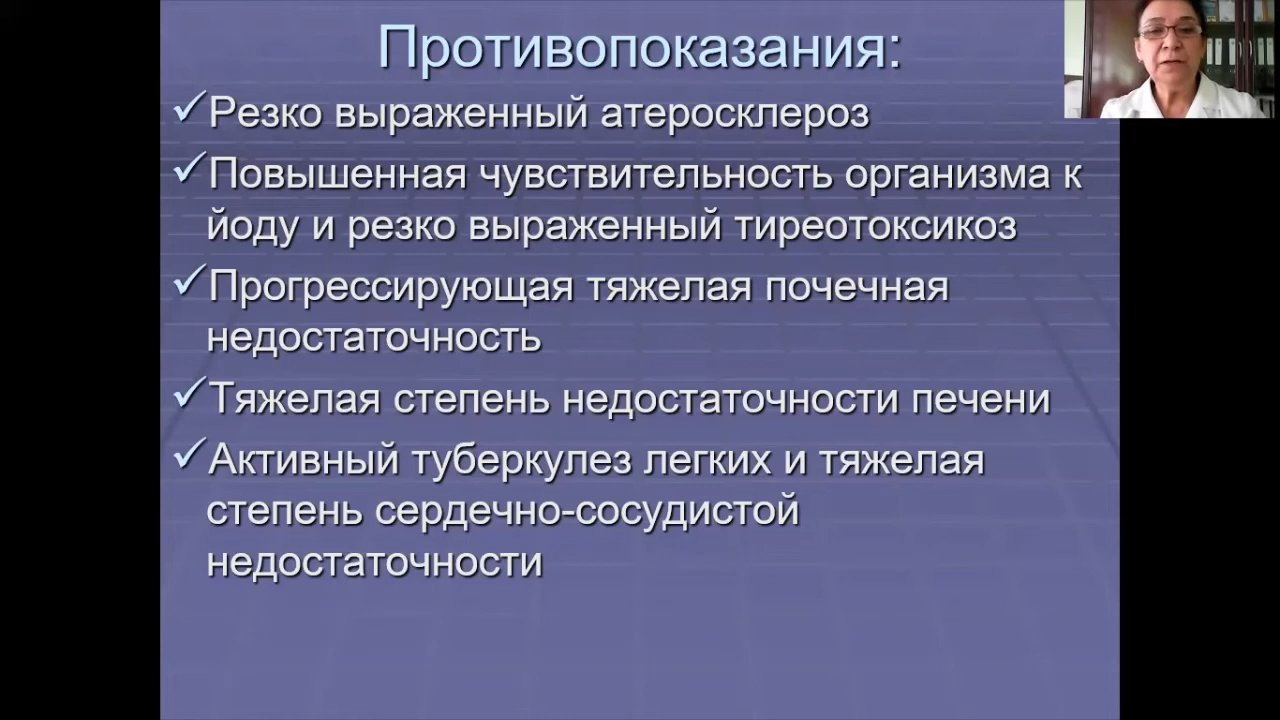 Противопоказания:
Резко выраженный атеросклероз
Повышенная чувствительность организма к
йоду и резко выраженный тиреотоксикоз
Прогрессирующая тяжелая почечная
недостаточность
Тяжелая степень недостаточности печени
Активный туберкулез легких и тяжелая
степень сердечно-сосудистой
недостаточности